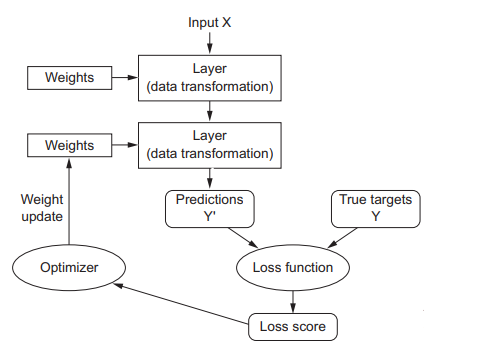 Input X
Layer
(data transformation)
Weights
Layer
(data transformation)
Weights
Weight
update
Predictions
Y'
True targets
Y
Optimizer
Loss function
Loss score